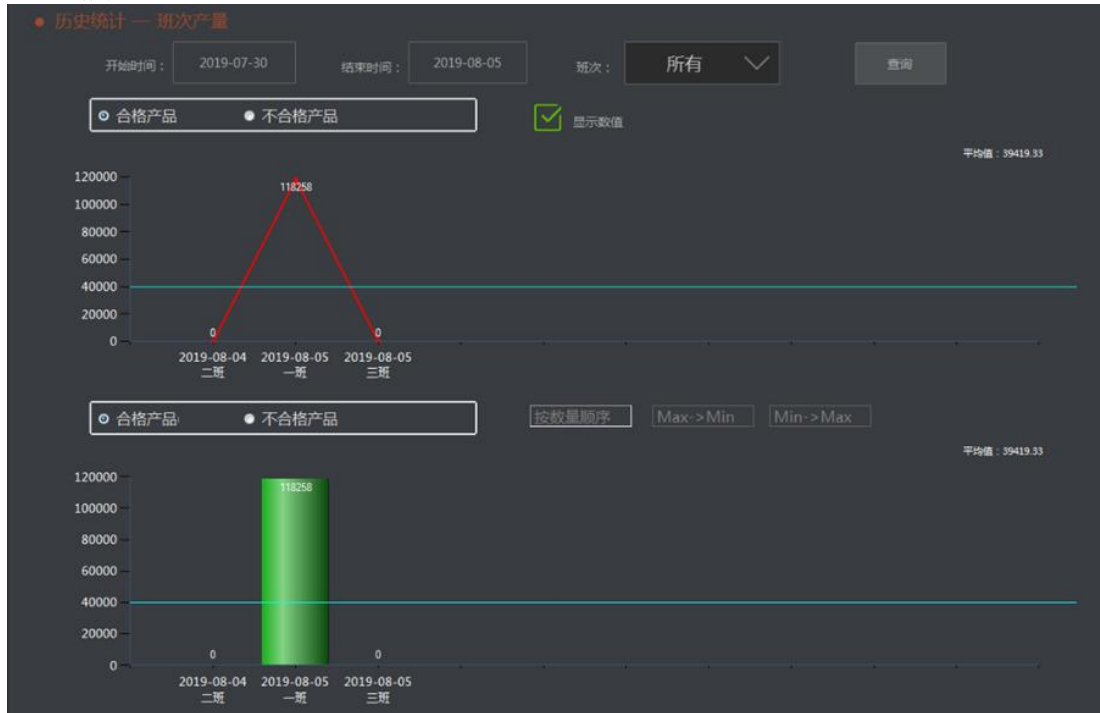 历史统计 — 班次产量
开始时间： 2019-07-30 结束时间： 2019-08-05 班次： 所有 查询
合格产品 不合格产品 显示数值
平均值：39419.33
120000
118258
100000
80000
60000
40000
20000
0 0
0
2019-08-04 2019-08-05 2019-08-05
二班 一班 三班
合格产品 不合格产品 按数量顺序 Max->Min Min->Max
平均值：39419.33
120000
118258
100000
80000
60000
40000
20000
0 0
0
2019-08-04 2019-08-05 2019-08-05
二班 一班 三班